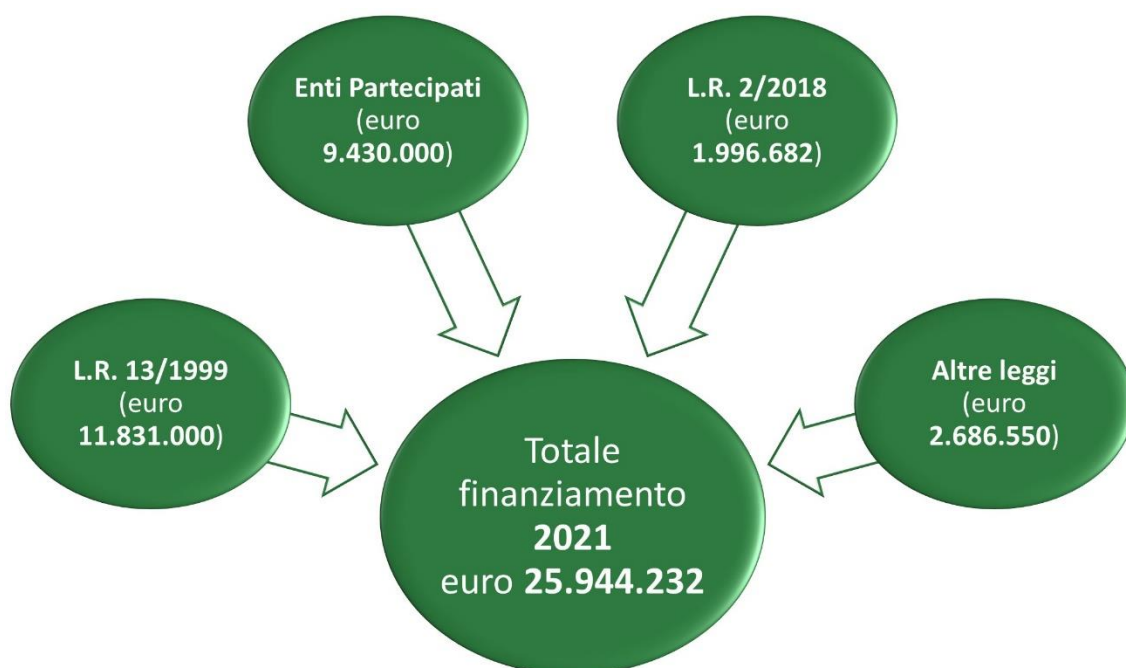 Enti Partecipati
(euro
9.430.000)
L.R. 2/2018
(euro
1.996.682)
L.R. 13/1999
(euro
11.831.000)
Altre leggi
(euro
2.686.550)
Totale
finanziamento
2021
euro 25.944.232